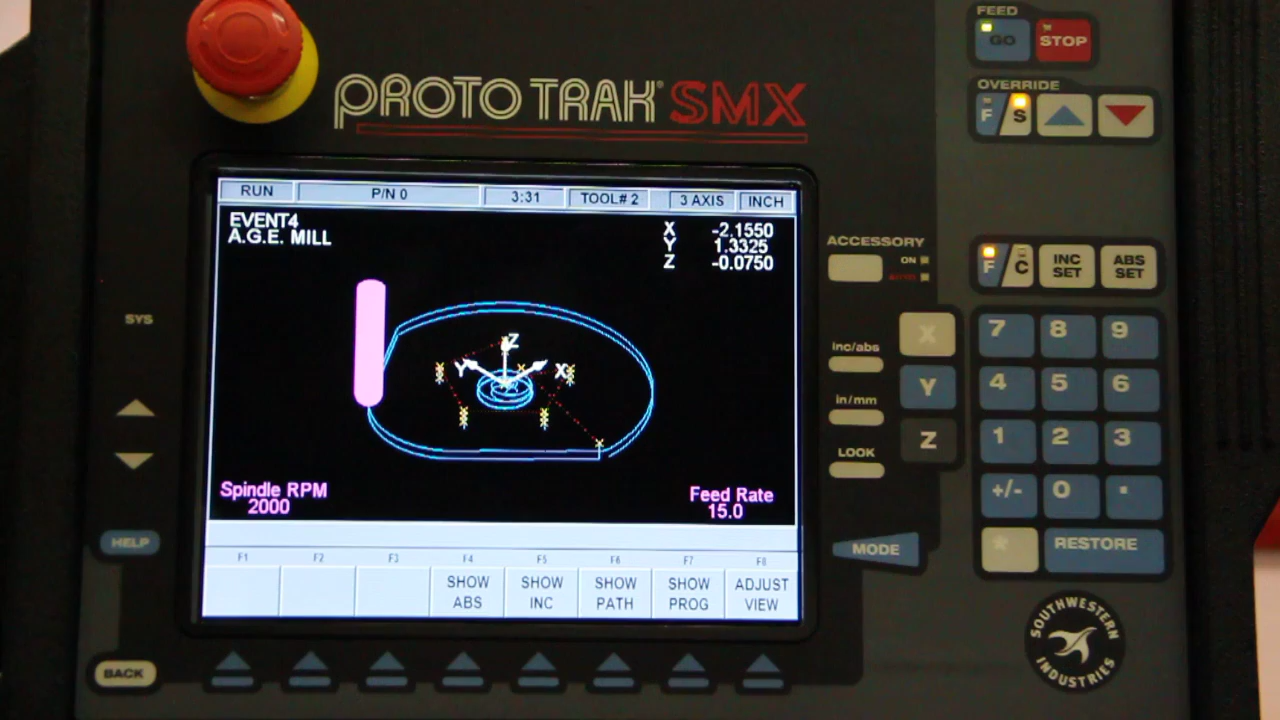 FEED
GO STOP
PROTO TRAK® SMX
OVERRIDE
F S
RUN P/N 0 3:31 TOOL# 2 3 AXIS INCH
EVENT4
A.G.E. MILL
X -2.1550
Y 1.3325
Z -0.0750
Z
Y X
Spindle RPM
2000
Feed Rate
15.0
F1 F2 F3 F4 F5 F6 F7 F8
SHOW ABS
SHOW INC
SHOW PATH
SHOW PROG
ADJUST VIEW
SYS
HELP
BACK
ACCESSORY
ON
inc/abs
in/mm
LOOK
MODE
F C
INC SET
ABS SET
X 7 8 9
Y 4 5 6
Z 1 2 3
+/- 0 .
* RESTORE
SOUTHWESTERN
INDUSTRIES